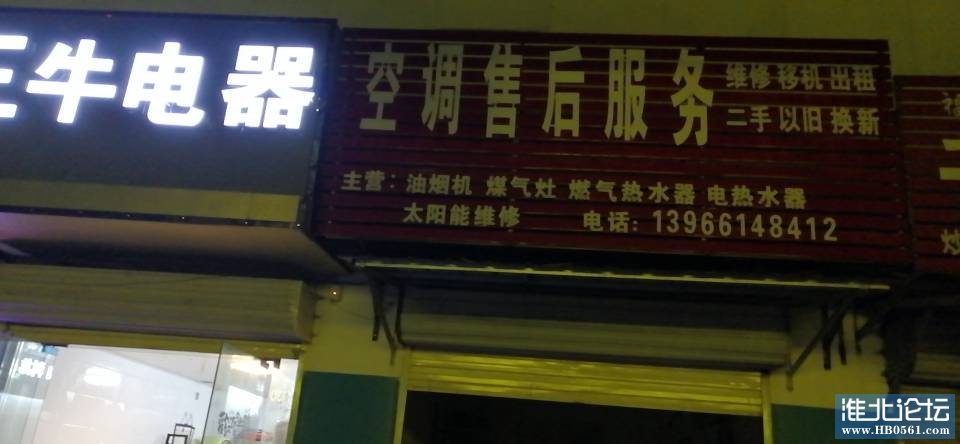 牛电器
空调售后服务
维修 移机 出租
二手 以旧 换新
主营：油烟机 煤气灶 燃气热水器 电热水器
太阳能维修 电话：13966148412
淮北论坛
www.HB0561.com